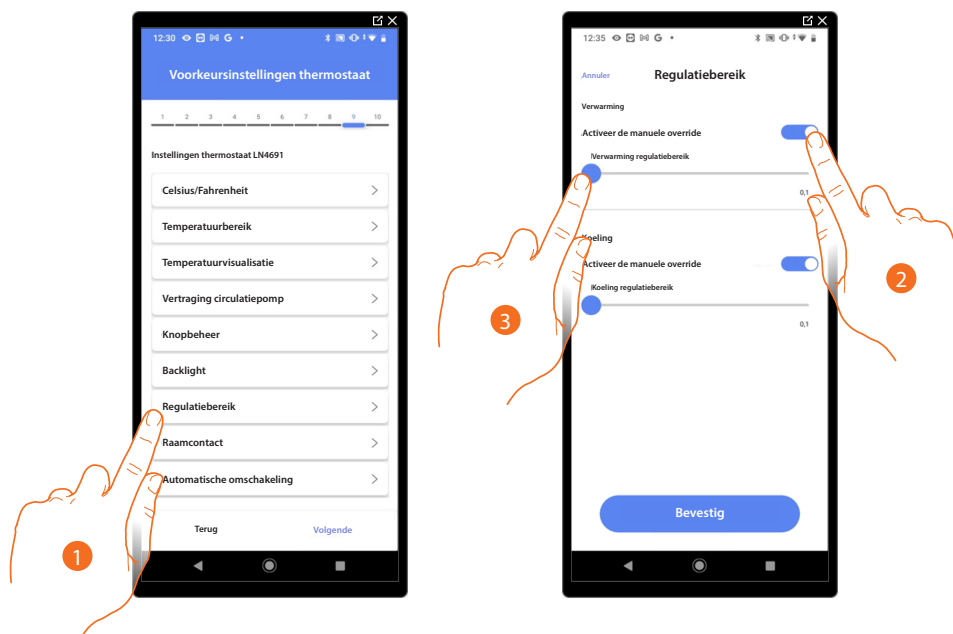 12:30 G
Voorkeursinstellingen thermostaat
1 2 3 4 5 6 7 8 9 10
Instellingen thermostaat LN4691
Celsius/Fahrenheit
Temperatuurbereik
Temperatuurvisualisatie
Vertraging circulatiepomp
Knopbeheer
Backlight
Regulatiebereik
Raamcontact
Automatische omschakeling
Terug Volgende
1
12:35 G
Annuler Regulatiebereik
Verwarming
Activeer de manuele override
Verwarming regulatiebereik
0,1
Koeling
Activeer de manuele override
Koeling regulatiebereik
0,1
Bevestig
2
3